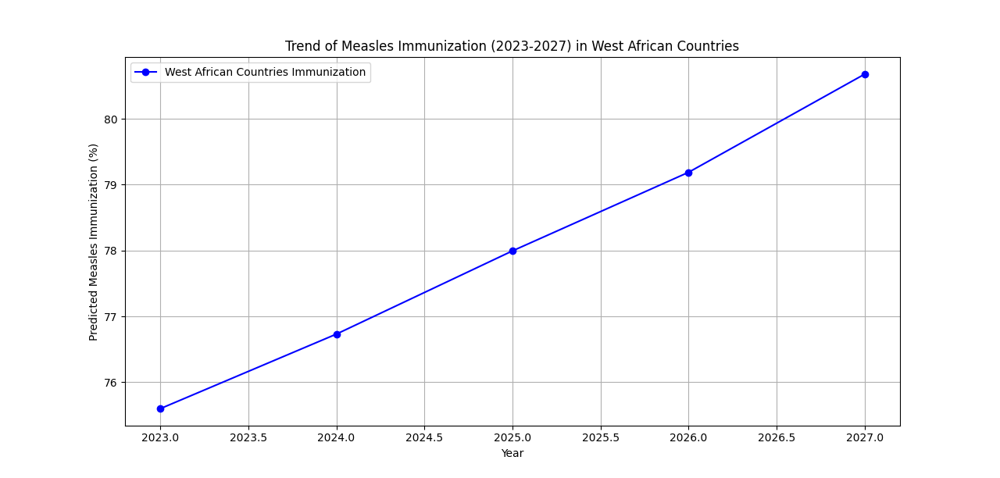 Trend of Measles Immunization (2023-2027) in West African Countries
West African Countries Immunization
Predicted Measles Immunization (%)
80
79
78
77
76
2023.0 2023.5 2024.0 2024.5 2025.0 2025.5 2026.0 2026.5 2027.0
Year